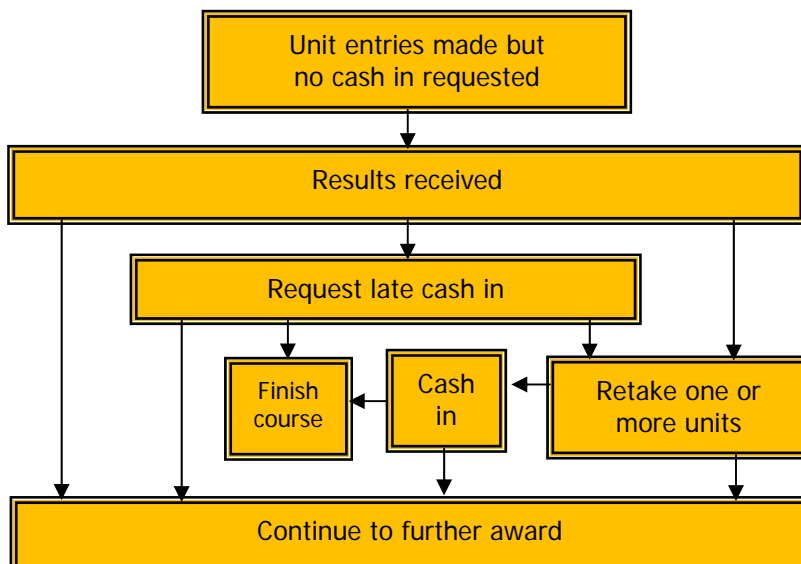 Unit entries made but
no cash in requested
Results received
Request late cash in
Finish
course
Cash
in
Retake one or
more units
Continue to further award